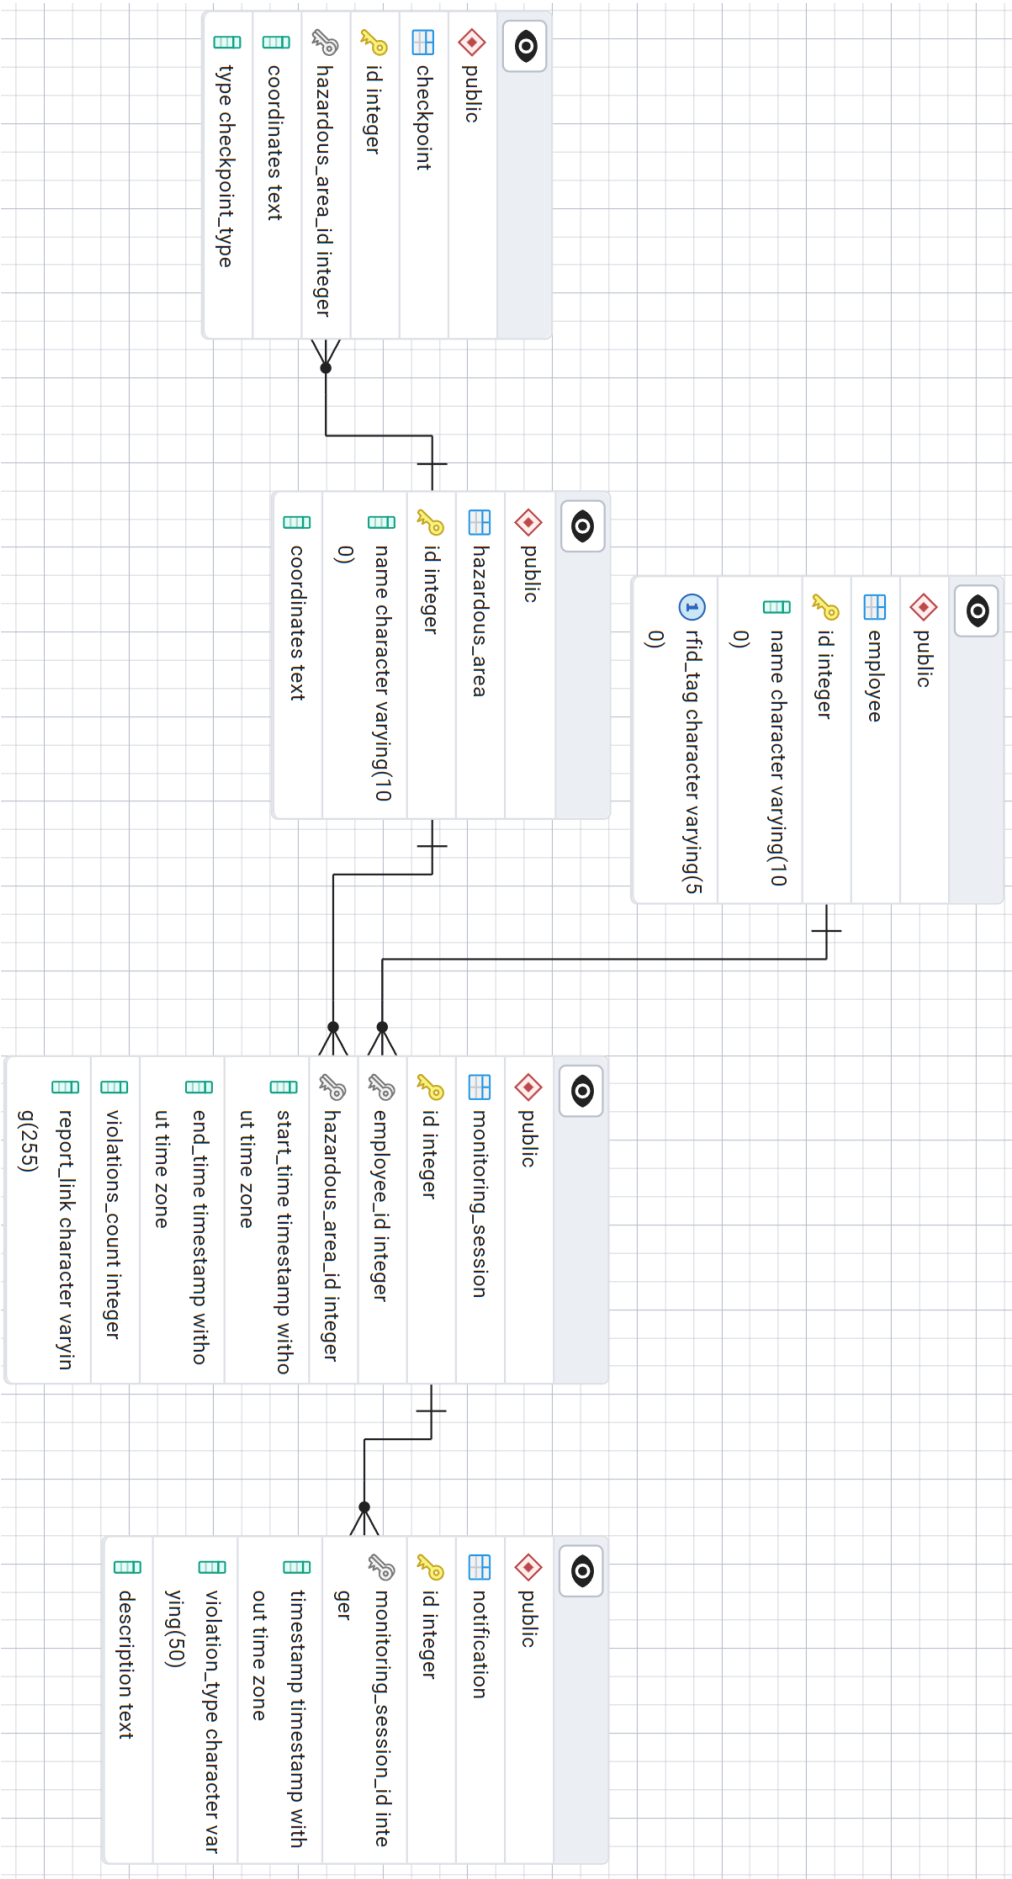 public
checkpoint
id integer
hazardous_area_id integer
coordinates text
type checkpoint_type
public
hazardous_area
id integer
name character varying(10
0)
coordinates text
public
employee
id integer
name character varying(10
0)
1
rfid_tag character varying(5
0)
public
monitoring_session
id integer
employee_id integer
hazardous_area_id integer
start_time timestamp witho
ut time zone
end_time timestamp witho
ut time zone
violations_count integer
report_link character varyin
g(255)
public
notification
id integer
monitoring_session_id inte
ger
timestamp timestamp with
out time zone
violation_type character var
ying(50)
description text